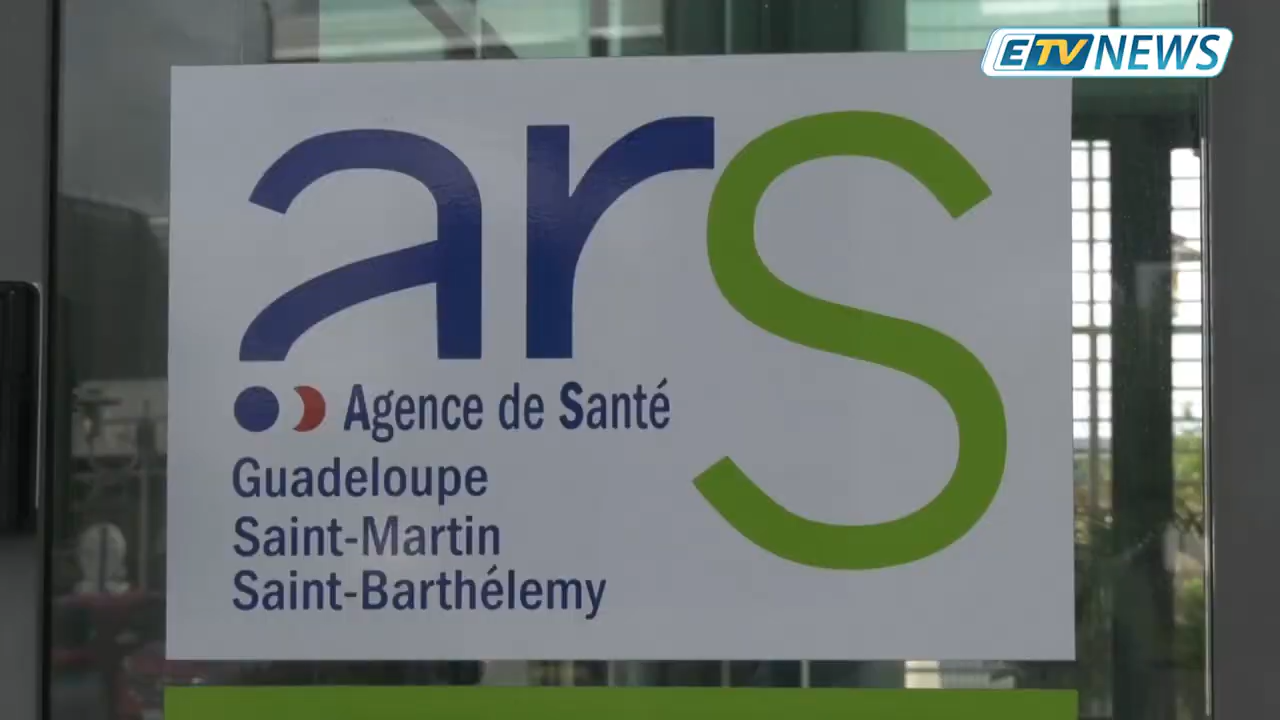 ETV NEWS
ars
Agence de Santé
Guadeloupe
Saint-Martin
Saint-Barthélemy